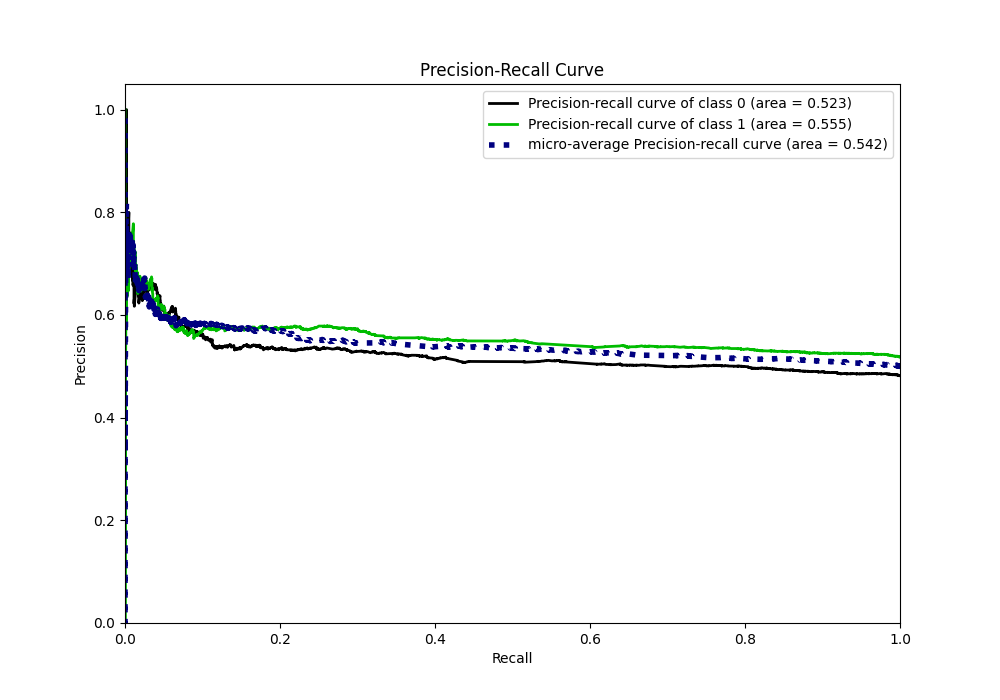 Precision-Recall Curve
Precision-recall curve of class 0 (area = 0.523)
Precision-recall curve of class 1 (area = 0.555)
micro-average Precision-recall curve (area = 0.542)
1.0
0.8
0.6
0.4
0.2
0.0
Precision
0.0 0.2 0.4 0.6 0.8 1.0
Recall